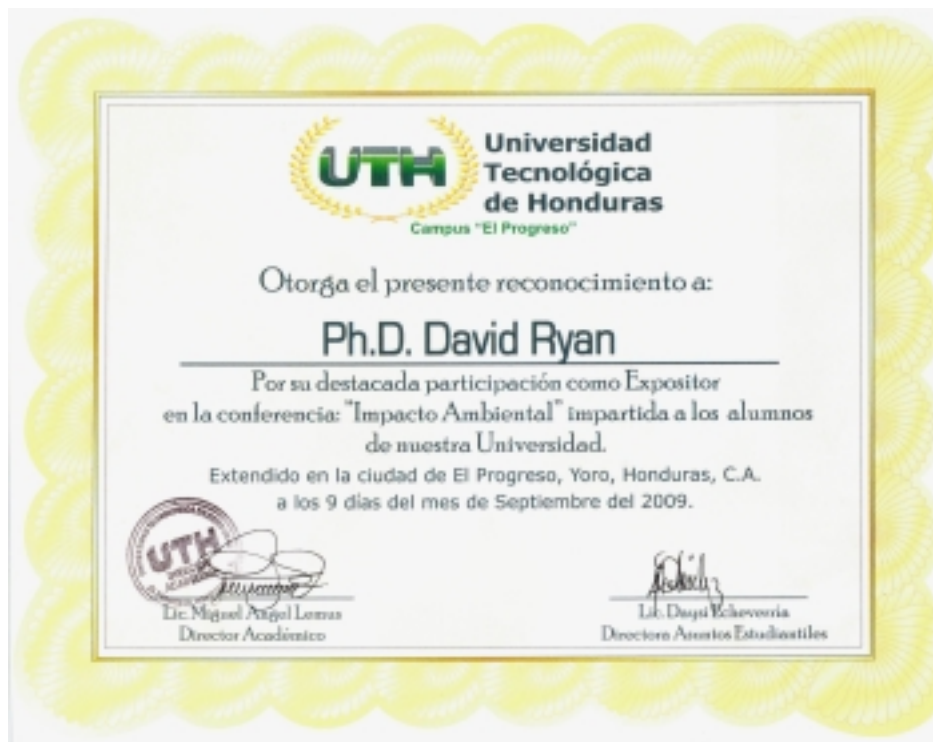 UTH
Universidad
Tecnológica
de Honduras
Campus "El Progreso"
Otorga el presente reconocimiento a:
Ph.D. David Ryan
Por su destacada participación como Expositor
en la conferencia: "Impacto Ambiental" impartida a los alumnos
de nuestra Universidad.
Extendido en la ciudad de El Progreso, Yoro, Honduras, C.A.
a los 9 días del mes de Septiembre del 2009.
UTH
Lic. Miguel Angel Lemus
Director Académico
Lic. Daysi Echeverria
Directora Asuntos Estudiantiles